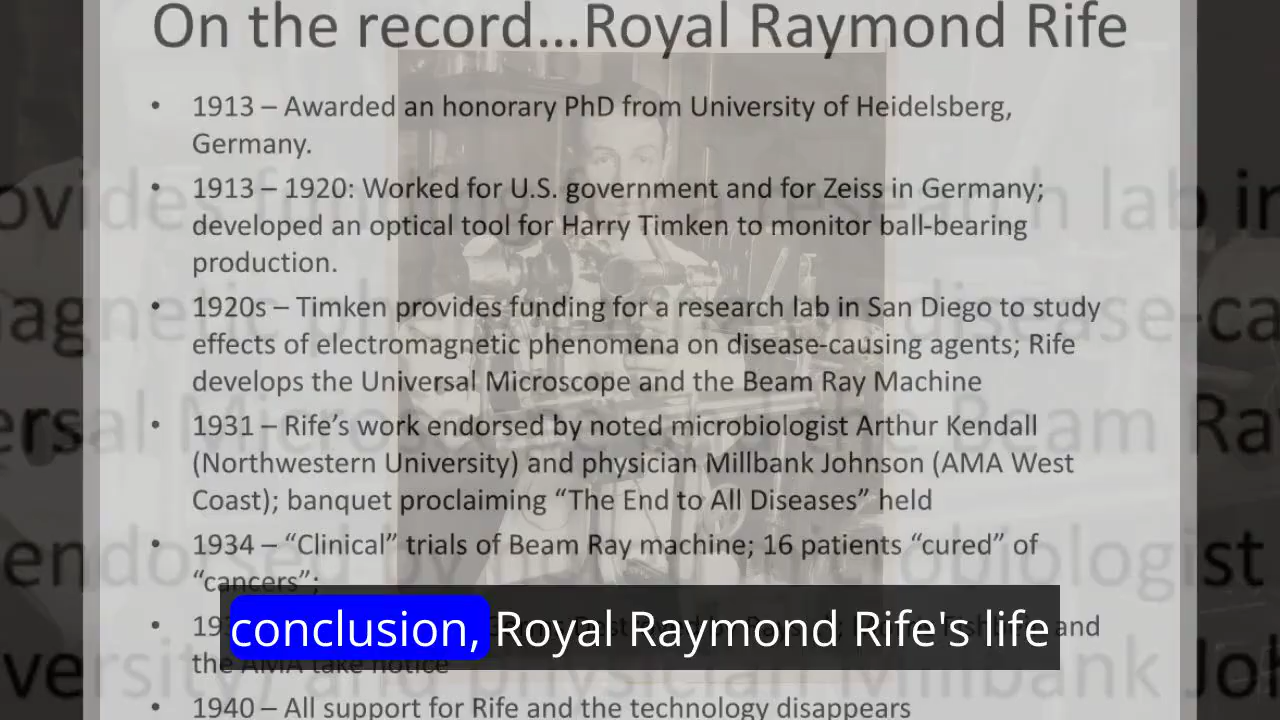 On the record...Royal Raymond Rife
• 1913 – Awarded an honorary PhD from University of Heidelsberg,
Germany.
• 1913 – 1920: Worked for U.S. government and for Zeiss in Germany;
developed an optical tool for Harry Timken to monitor ball-bearing
production.
• 1920s – Timken provides funding for a research lab in San Diego to study
effects of electromagnetic phenomena on disease-causing agents; Rife
develops the Universal Microscope and the Beam Ray Machine
• 1931 – Rife’s work endorsed by noted microbiologist Arthur Kendall
(Northwestern University) and physician Millbank Johnson (AMA West
Coast); banquet proclaiming “The End to All Diseases” held
• 1934 – “Clinical” trials of Beam Ray machine; 16 patients “cured” of
“cancers”;
and
the AMA take notice
conclusion, Royal Raymond Rife's life
• 1940 – All support for Rife and the technology disappears